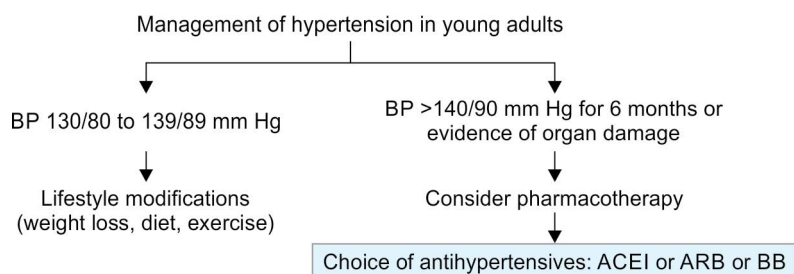 Management of hypertension in young adults
BP 130/80 to 139/89 mm Hg
BP >140/90 mm Hg for 6 months or
evidence of organ damage
Lifestyle modifications
(weight loss, diet, exercise)
Consider pharmacotherapy
Choice of antihypertensives: ACEI or ARB or BB